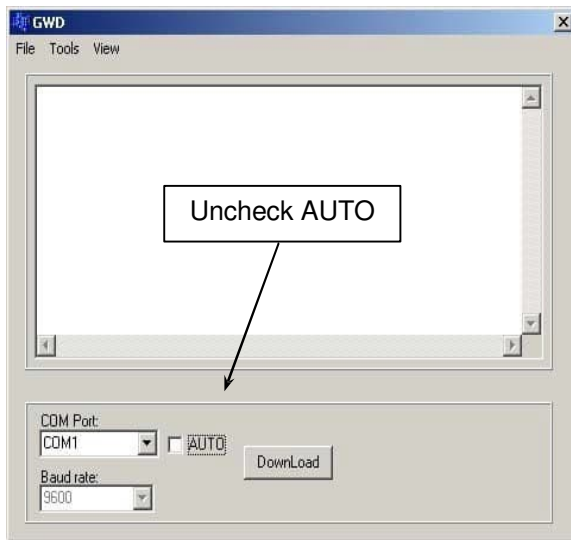 GWD
File Tools View
Uncheck AUTO
COM Port:
COM1
AUTO
DownLoad
Baud rate:
9600